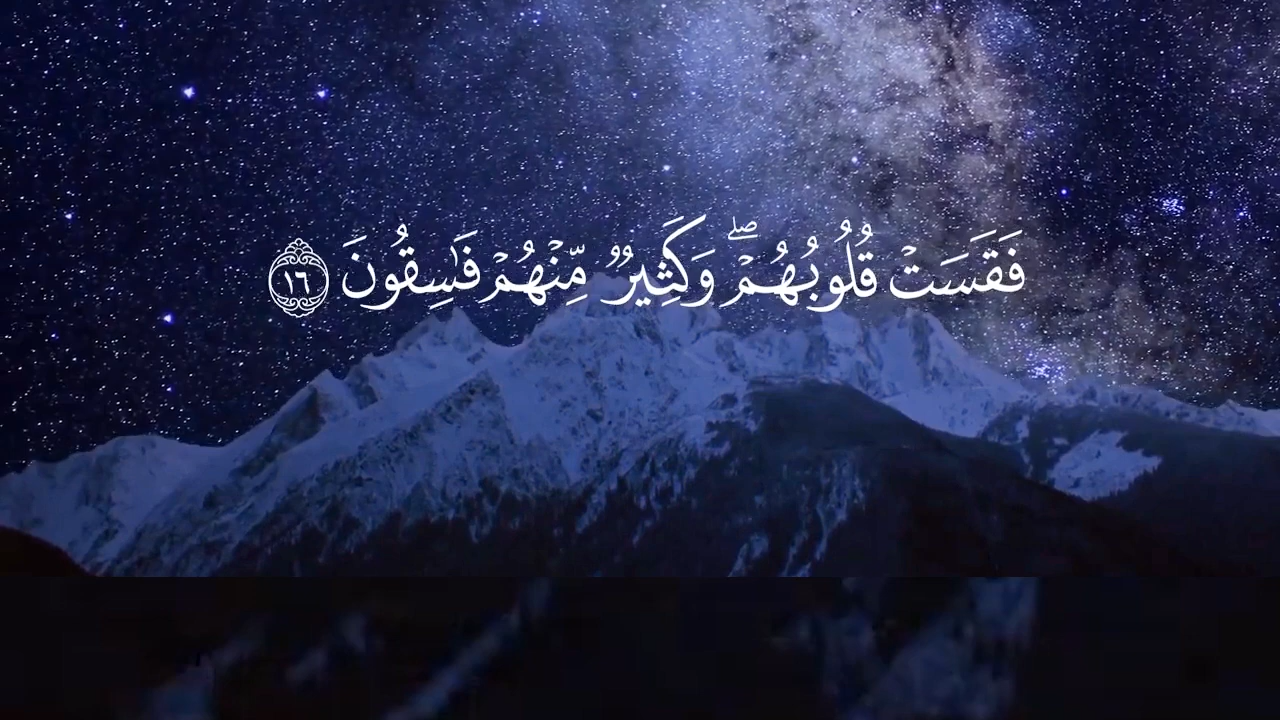 فَقَسَتۡ قُلُوبُهُمۡۖ وَكَثِيرٞ مِّنۡهُمۡ فَٰسِقُونَ ١٦